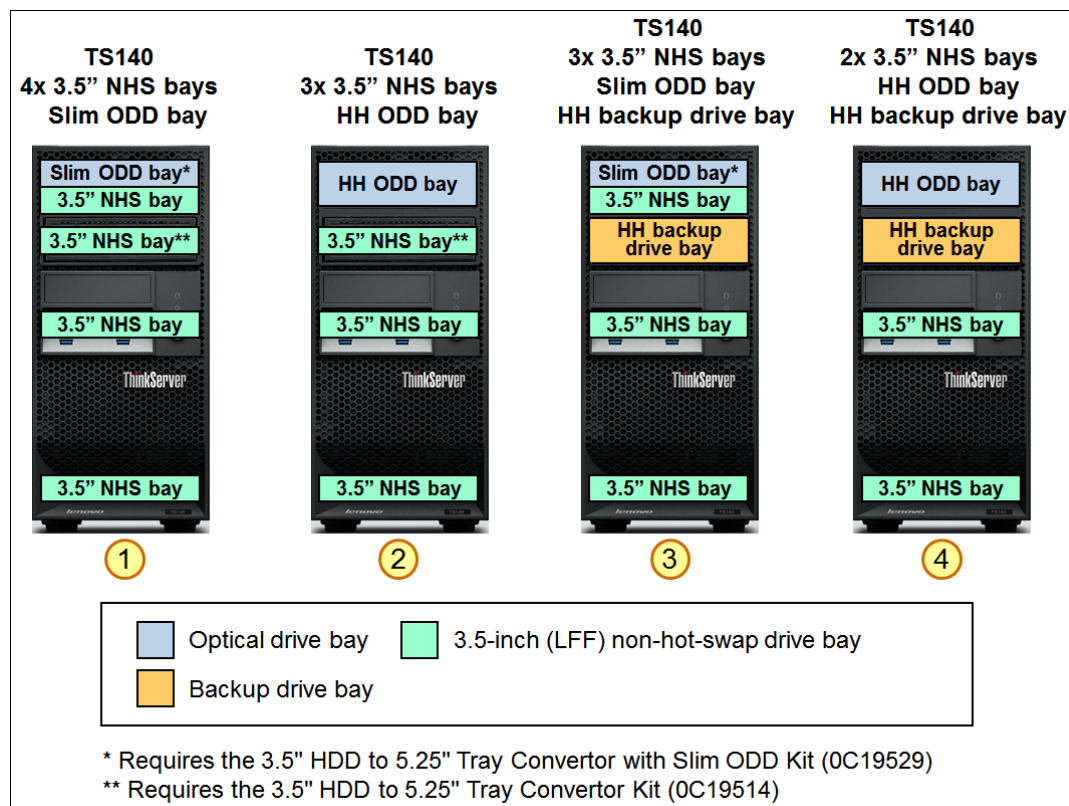 TS140
4x 3.5” NHS bays
Slim ODD bay
TS140
3x 3.5” NHS bays
HH ODD bay
TS140
3x 3.5” NHS bays
Slim ODD bay
HH backup drive bay
TS140
2x 3.5” NHS bays
HH ODD bay
HH backup drive bay
Slim ODD bay*
3.5” NHS bay
3.5” NHS bay**
3.5” NHS bay
ThinkServer
3.5” NHS bay
lenovo
TS140
1
HH ODD bay
3.5” NHS bay**
3.5” NHS bay
ThinkServer
3.5” NHS bay
lenovo
TS140
2
Slim ODD bay*
3.5” NHS bay
HH backup
drive bay
3.5” NHS bay
ThinkServer
3.5” NHS bay
lenovo
TS140
3
HH ODD bay
HH backup
drive bay
3.5” NHS bay
ThinkServer
3.5” NHS bay
lenovo
TS140
4
Optical drive bay
3.5-inch (LFF) non-hot-swap drive bay
Backup drive bay
* Requires the 3.5" HDD to 5.25" Tray Convertor with Slim ODD Kit (0C19529)
** Requires the 3.5" HDD to 5.25" Tray Convertor Kit (0C19514)